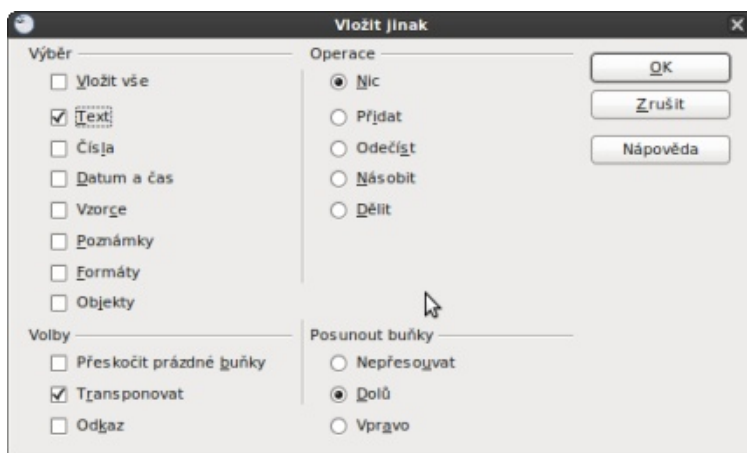 Vložit jinak
Výběr
Vložit vše
Text
Čísla
Datum a čas
Vzorce
Poznámky
Formáty
Objekty
Operace
Nic
Přidat
Odečíst
Násobit
Dělit
OK
Zrušit
Nápověda
Volby
Přeskočit prázdné buňky
Transponovat
Odkaz
Posunout buňky
Nepřesouvat
Dolů
Vpravo